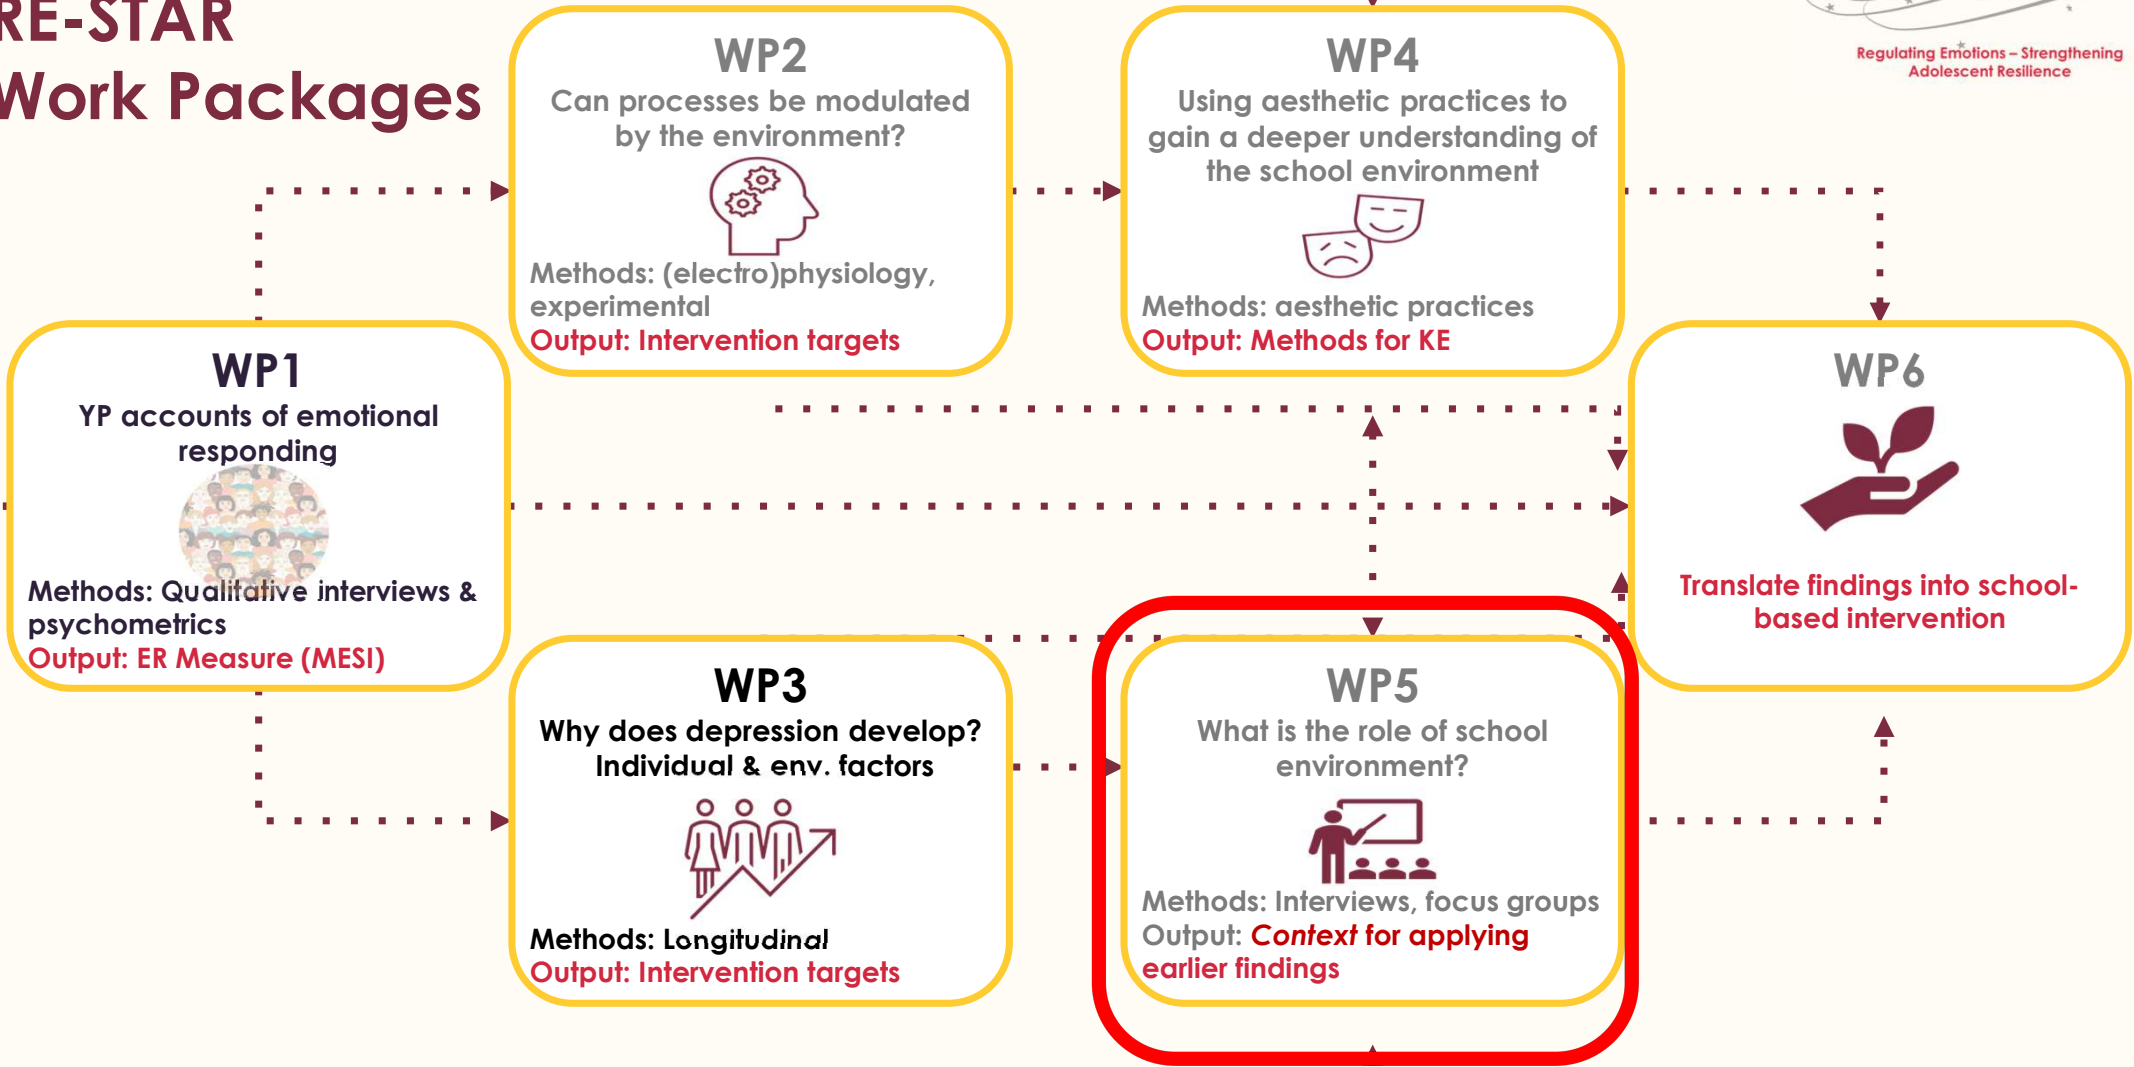 RE-STAR
Work Packages
Regulating Emotions – Strengthening
Adolescent Resilience
WP2
Can processes be modulated
by the environment?
Methods: (electro)physiology,
experimental
Output: Intervention targets
WP4
Using aesthetic practices to
gain a deeper understanding of
the school environment
Methods: aesthetic practices
Output: Methods for KE
WP1
YP accounts of emotional
responding
Methods: Qualitative interviews &
psychometrics
Output: ER Measure (MESI)
WP6
Translate findings into school-
based intervention
WP3
Why does depression develop?
Individual & env. factors
Methods: Longitudinal
Output: Intervention targets
WP5
What is the role of school
environment?
Methods: Interviews, focus groups
Output: Context for applying
earlier findings